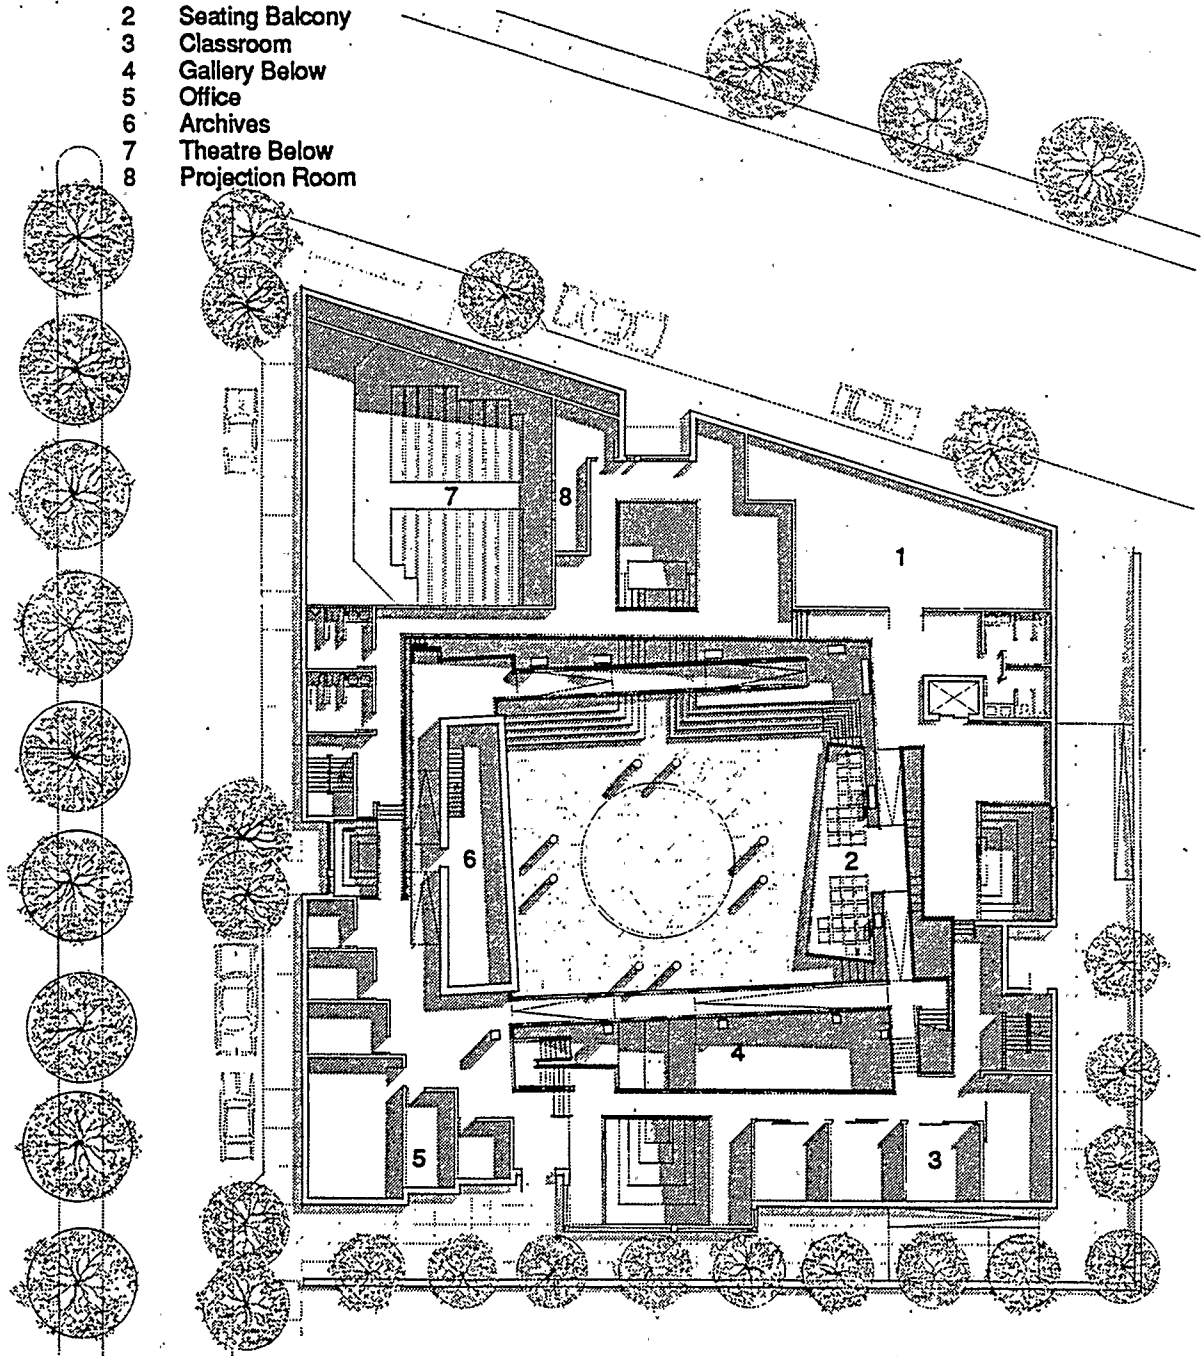 2 Seating Balcony
3 Classroom
4 Gallery Below
5 Office
6 Archives
7 Theatre Below
8 Projection Room
7
8
1
6
2
4
5
3